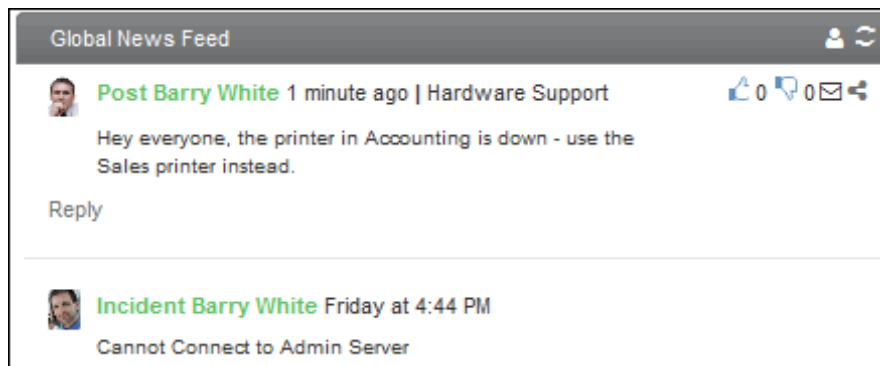 Global News Feed
Post Barry White 1 minute ago | Hardware Support 0 0
Hey everyone, the printer in Accounting is down - use the
Sales printer instead.
Reply
Incident Barry White Friday at 4:44 PM
Cannot Connect to Admin Server